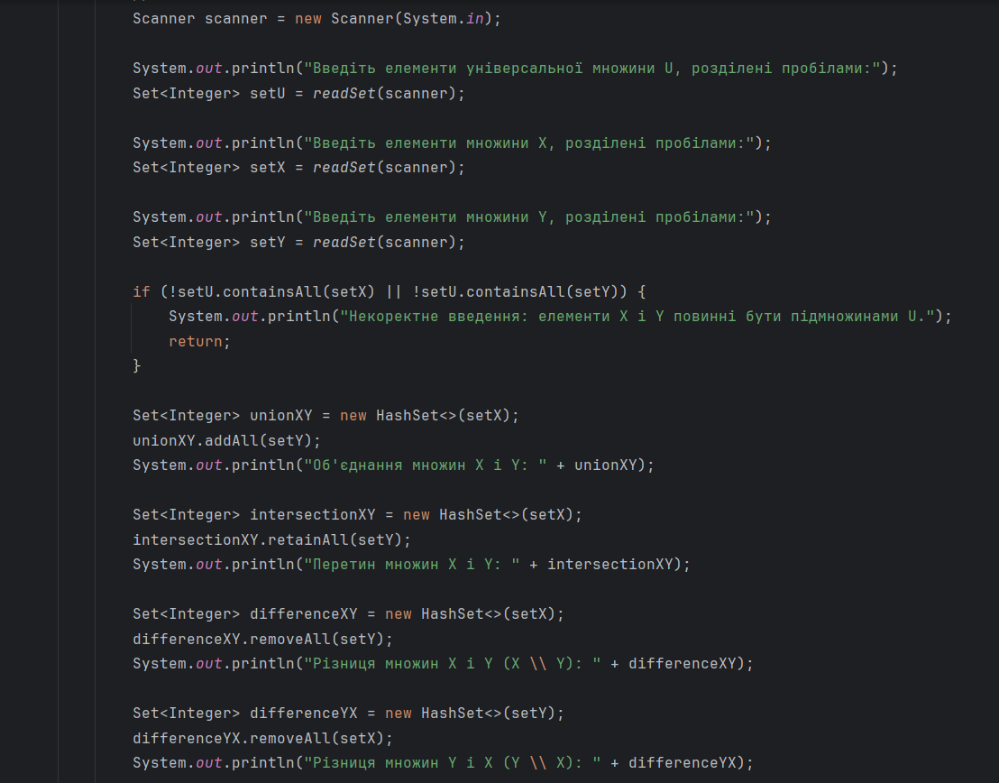 Scanner scanner = new Scanner(System.in);
System.out.println("Введіть елементи універсальної множини U, розділені пробілами:");
Set<Integer> setU = readSet(scanner);
System.out.println("Введіть елементи множини X, розділені пробілами:");
Set<Integer> setX = readSet(scanner);
System.out.println("Введіть елементи множини Y, розділені пробілами:");
Set<Integer> setY = readSet(scanner);
if (!setU.containsAll(setX) || !setU.containsAll(setY)) {
System.out.println("Некоректне введення: елементи X і Y повинні бути підмножинами U.");
return;
}
Set<Integer> unionXY = new HashSet<>(setX);
unionXY.addAll(setY);
System.out.println("Об'єднання множин X і Y: " + unionXY);
Set<Integer> intersectionXY = new HashSet<>(setX);
intersectionXY.retainAll(setY);
System.out.println("Перетин множин X і Y: " + intersectionXY);
Set<Integer> differenceXY = new HashSet<>(setX);
differenceXY.removeAll(setY);
System.out.println("Різниця множин X і Y (X \\ Y): " + differenceXY);
Set<Integer> differenceYX = new HashSet<>(setY);
differenceYX.removeAll(setX);
System.out.println("Різниця множин Y і X (Y \\ X): " + differenceYX);